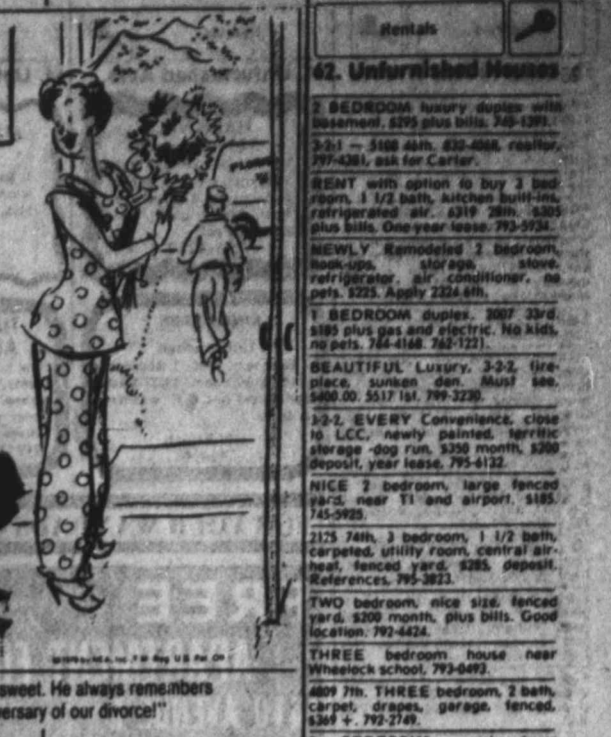 Rentals
62. Unfurnished Houses
2 BEDROOM luxury duplex with
basement, $295 plus bills.
3-2-1 — 5108 46th. realtor,
ask for Carter.
RENT with option to buy 3 bed-
room, 1 1/2 bath, kitchen built-ins,
refrigerated air. 6319 28th. $305
plus bills. One year lease. 793-5934.
NEWLY Remodeled 2 bedroom,
hook-ups, storage, stove,
refrigerator, air conditioner, no
pets. $225. Apply 2324 6th.
1 BEDROOM duplex. 2007 33rd.
$185 plus gas and electric. No kids,
no pets. 764-4168. 762-1221.
BEAUTIFUL Luxury, 3-2-2, fire-
place, sunken den. Must see.
$400.00. 5517 1st. 799-3230.
3-2-2, EVERY Convenience, close
to LCC, newly painted, terrific
storage -dog run, $350 month, $200
deposit, year lease. 795-6132.
NICE 2 bedroom, large fenced
yard, near TI and airport. $185.
745-5925.
2125 74th, 3 bedroom, 1 1/2 bath,
carpeted, utility room, central air-
heat, fenced yard, $285, deposit.
References, 795-3823.
TWO bedroom, nice size, fenced
yard, $200 month, plus bills. Good
location. 792-4424.
THREE bedroom house near
Wheelock school, 793-0493.
4809 7th. THREE bedroom, 2 bath,
carpet, drapes, garage, fenced,
$369 +. 792-2749.
by NEA, Inc. T M Reg U S Pat Off
sweet. He always remembers
ersary of our divorce!"